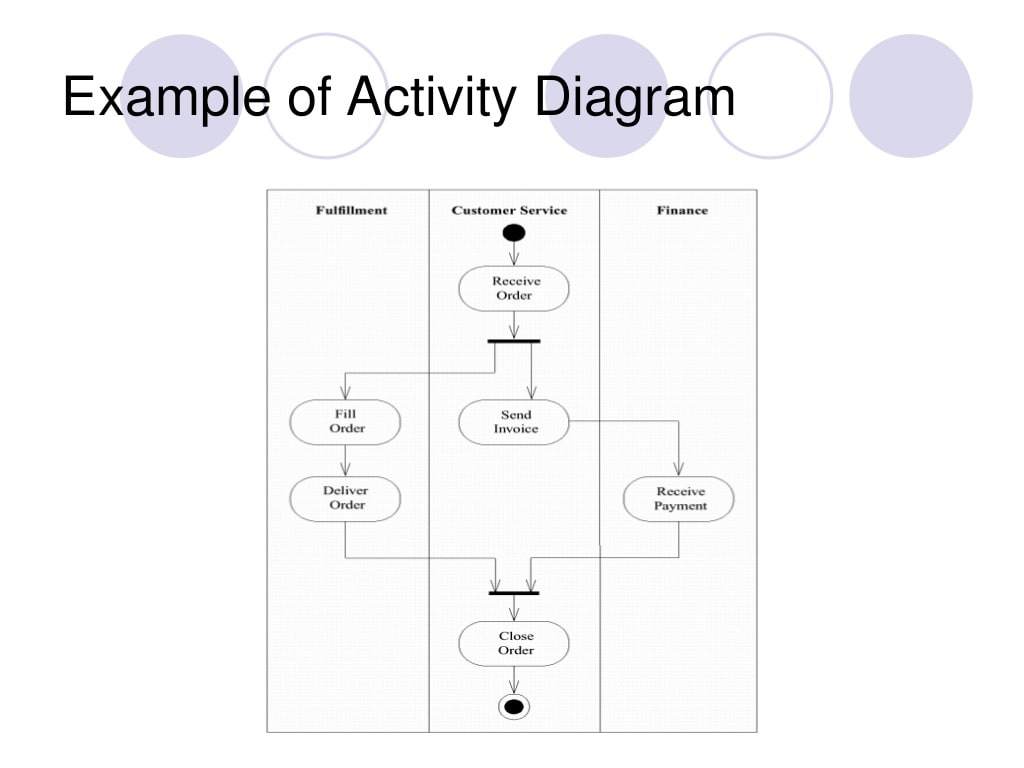 Example of Activity Diagram
Fulfillment
Customer Service
Finance
Receive
Order
Fill
Order
Send
Invoice
Deliver
Order
Receive
Payment
Close
Order